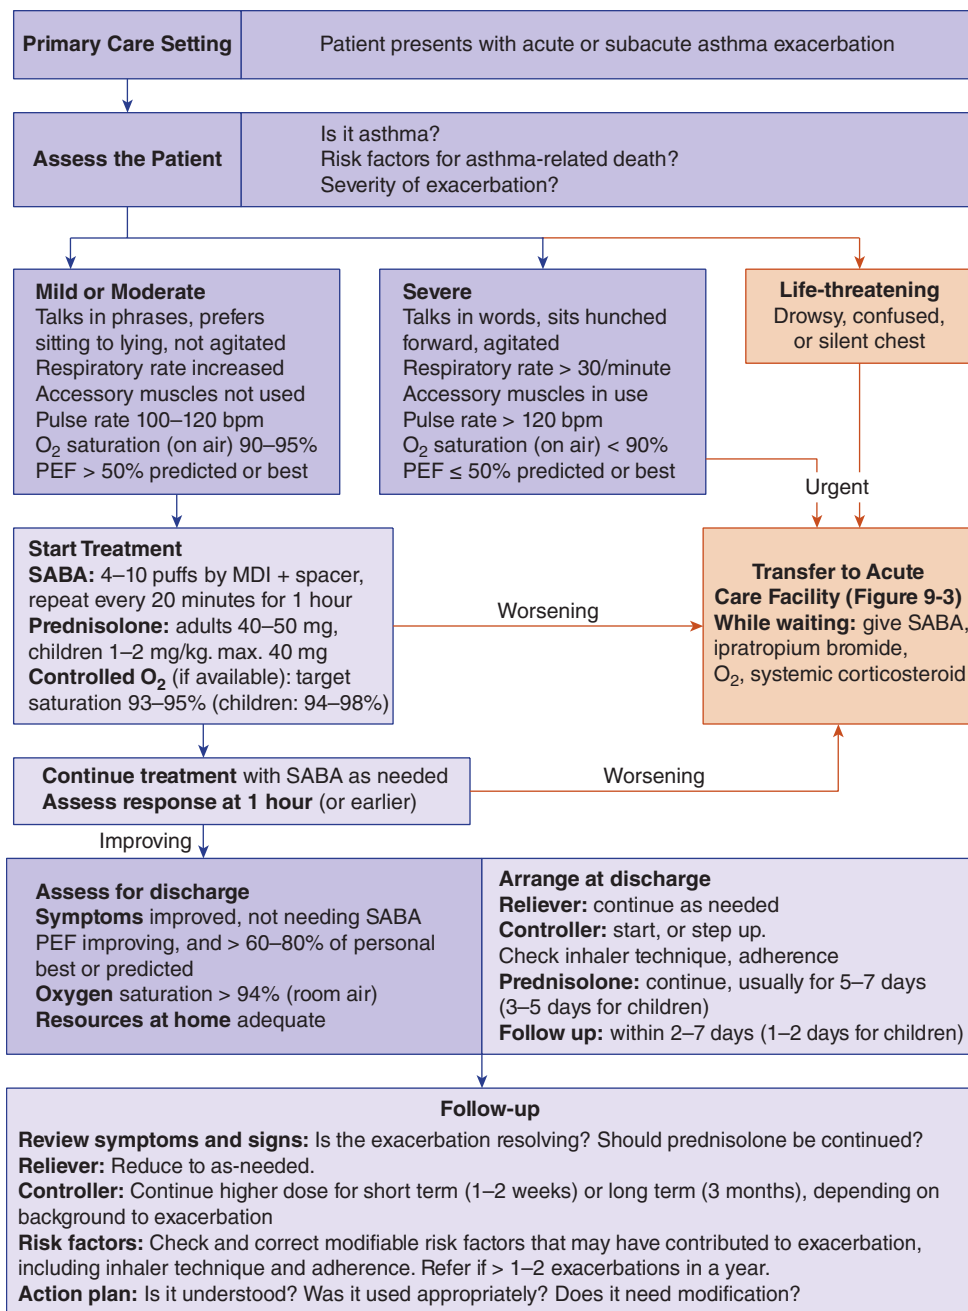 Primary Care Setting
Patient presents with acute or subacute asthma exacerbation
Assess the Patient
Is it asthma?
Risk factors for asthma-related death?
Severity of exacerbation?
Mild or Moderate
Talks in phrases, prefers
sitting to lying, not agitated
Respiratory rate increased
Accessory muscles not used
Pulse rate 100–120 bpm
O₂ saturation (on air) 90–95%
PEF > 50% predicted or best
Severe
Talks in words, sits hunched
forward, agitated
Respiratory rate > 30/minute
Accessory muscles in use
Pulse rate > 120 bpm
O₂ saturation (on air) < 90%
PEF ≤ 50% predicted or best
Life-threatening
Drowsy, confused,
or silent chest
Urgent
Start Treatment
SABA: 4–10 puffs by MDI + spacer,
repeat every 20 minutes for 1 hour
Prednisolone: adults 40–50 mg,
children 1–2 mg/kg. max. 40 mg
Controlled O₂ (if available): target
saturation 93–95% (children: 94–98%)
Worsening
Transfer to Acute
Care Facility (Figure 9-3)
While waiting: give SABA,
ipratropium bromide,
O₂, systemic corticosteroid
Continue treatment with SABA as needed
Assess response at 1 hour (or earlier)
Worsening
Improving
Assess for discharge
Symptoms improved, not needing SABA
PEF improving, and > 60–80% of personal
best or predicted
Oxygen saturation > 94% (room air)
Resources at home adequate
Arrange at discharge
Reliever: continue as needed
Controller: start, or step up.
Check inhaler technique, adherence
Prednisolone: continue, usually for 5–7 days
(3–5 days for children)
Follow up: within 2–7 days (1–2 days for children)
Follow-up
Review symptoms and signs: Is the exacerbation resolving? Should prednisolone be continued?
Reliever: Reduce to as-needed.
Controller: Continue higher dose for short term (1–2 weeks) or long term (3 months), depending on
background to exacerbation
Risk factors: Check and correct modifiable risk factors that may have contributed to exacerbation,
including inhaler technique and adherence. Refer if > 1–2 exacerbations in a year.
Action plan: Is it understood? Was it used appropriately? Does it need modification?